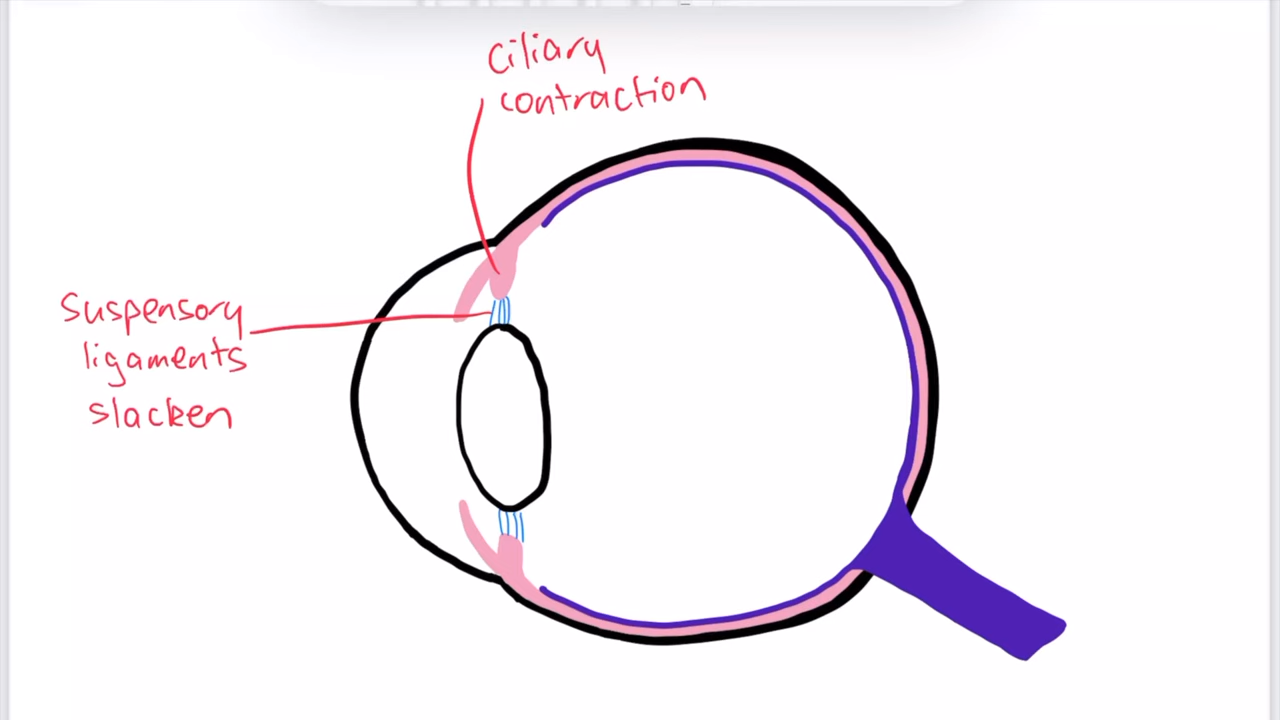 Ciliary
contraction
Suspensory
ligaments
slacken